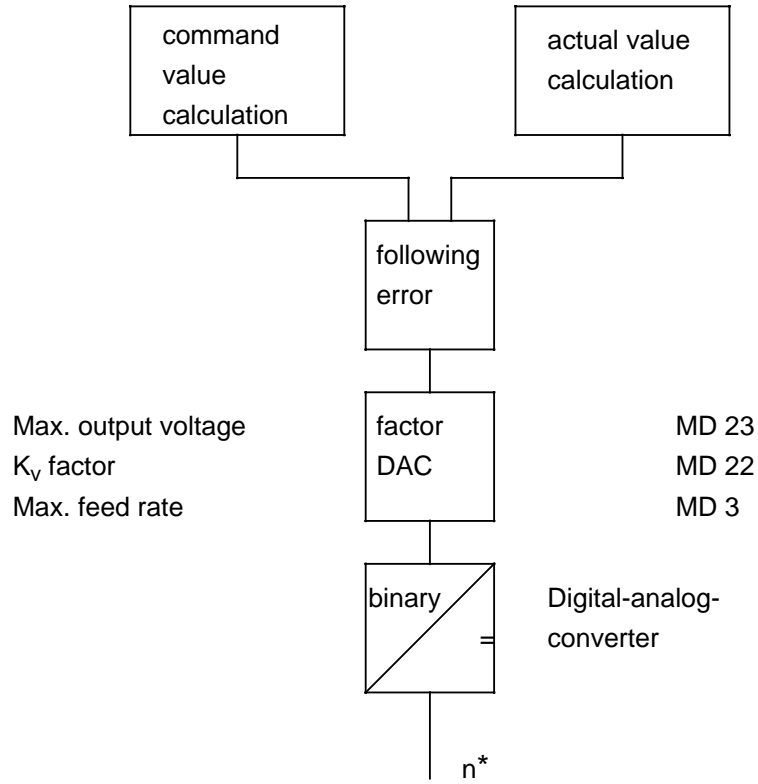 command
value
calculation
actual value
calculation
following
error
Max. output voltage
factor
MD 23
Kᵥ factor
DAC
MD 22
Max. feed rate
MD 3
binary
=
Digital-analog-
converter
n*